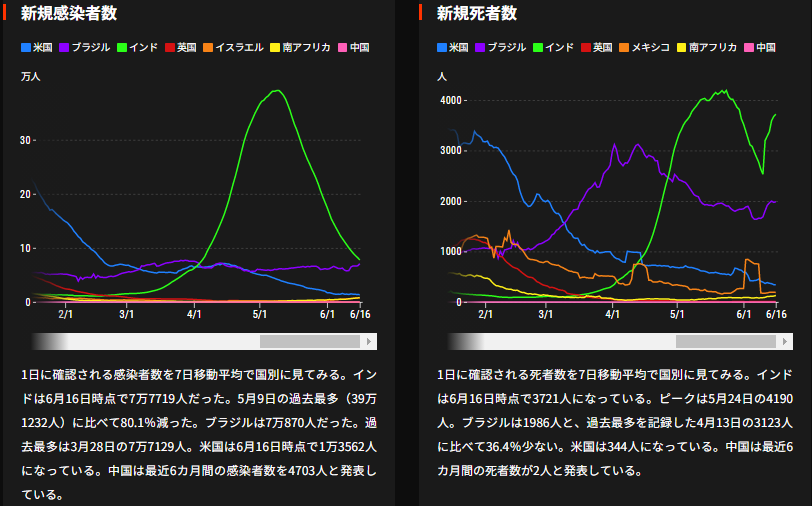 新規感染者数
米国 ブラジル インド 英国 イスラエル 南アフリカ 中国
万人
30
20
10
0
2/1 3/1 4/1 5/1 6/1 6/16
1日に確認される感染者数を7日移動平均で国別に見てみる。イン
ドは6月16日時点で7万7719人だった。5月9日の過去最多（39万
1232人）に比べて80.1%減った。ブラジルは7万870人だった。過
去最多は3月28日の7万7129人。米国は6月16日時点で1万3562人
になっている。中国は最近6カ月間の感染者数を4703人と発表し
ている。
新規死者数
米国 ブラジル インド 英国 メキシコ 南アフリカ 中国
人
4000
3000
2000
1000
0
2/1 3/1 4/1 5/1 6/1 6/16
1日に確認される死者数を7日移動平均で国別に見てみる。インド
は6月16日時点で3721人になっている。ピークは5月24日の4190
人。ブラジルは1986人と、過去最多を記録した4月13日の3123人
に比べて36.4%少ない。米国は344人になっている。中国は最近6
カ月間の死者数が2人と発表している。